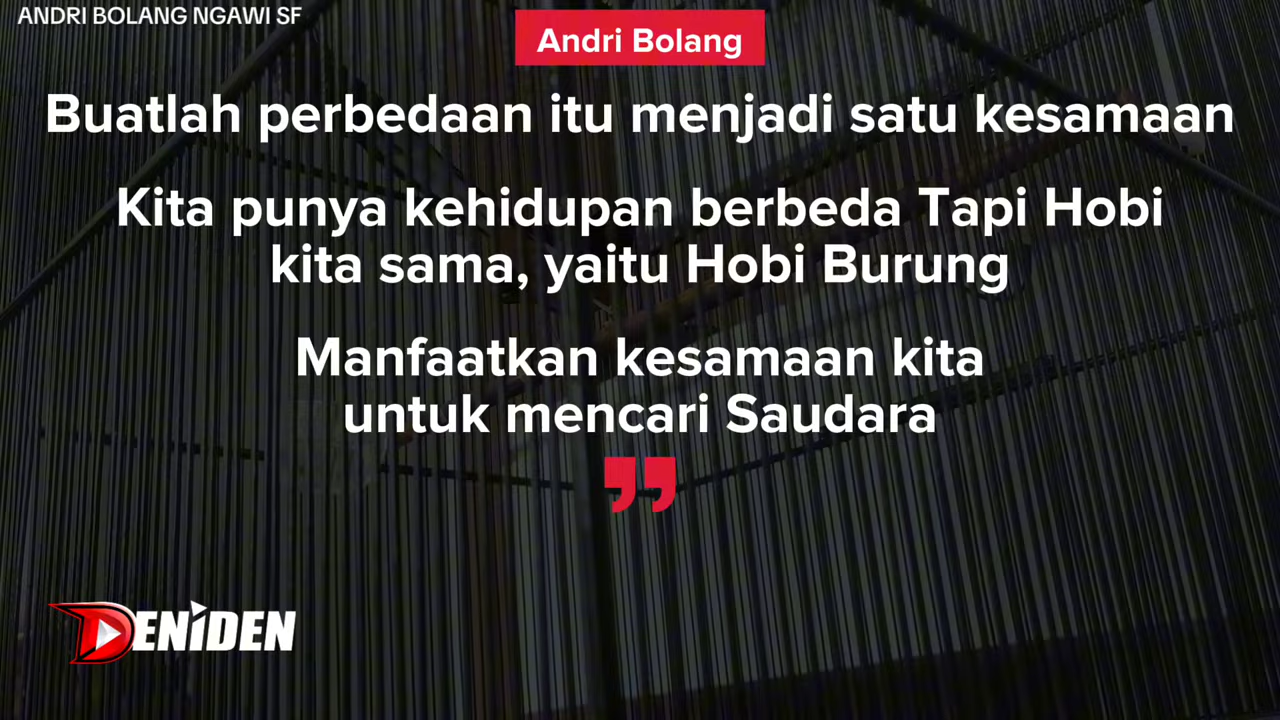 ANDRI BOLANG NGAWI SF
Andri Bolang
Buatlah perbedaan itu menjadi satu kesamaan
Kita punya kehidupan berbeda Tapi Hobi
kita sama, yaitu Hobi Burung
Manfaatkan kesamaan kita
untuk mencari Saudara
”
DENIDEN